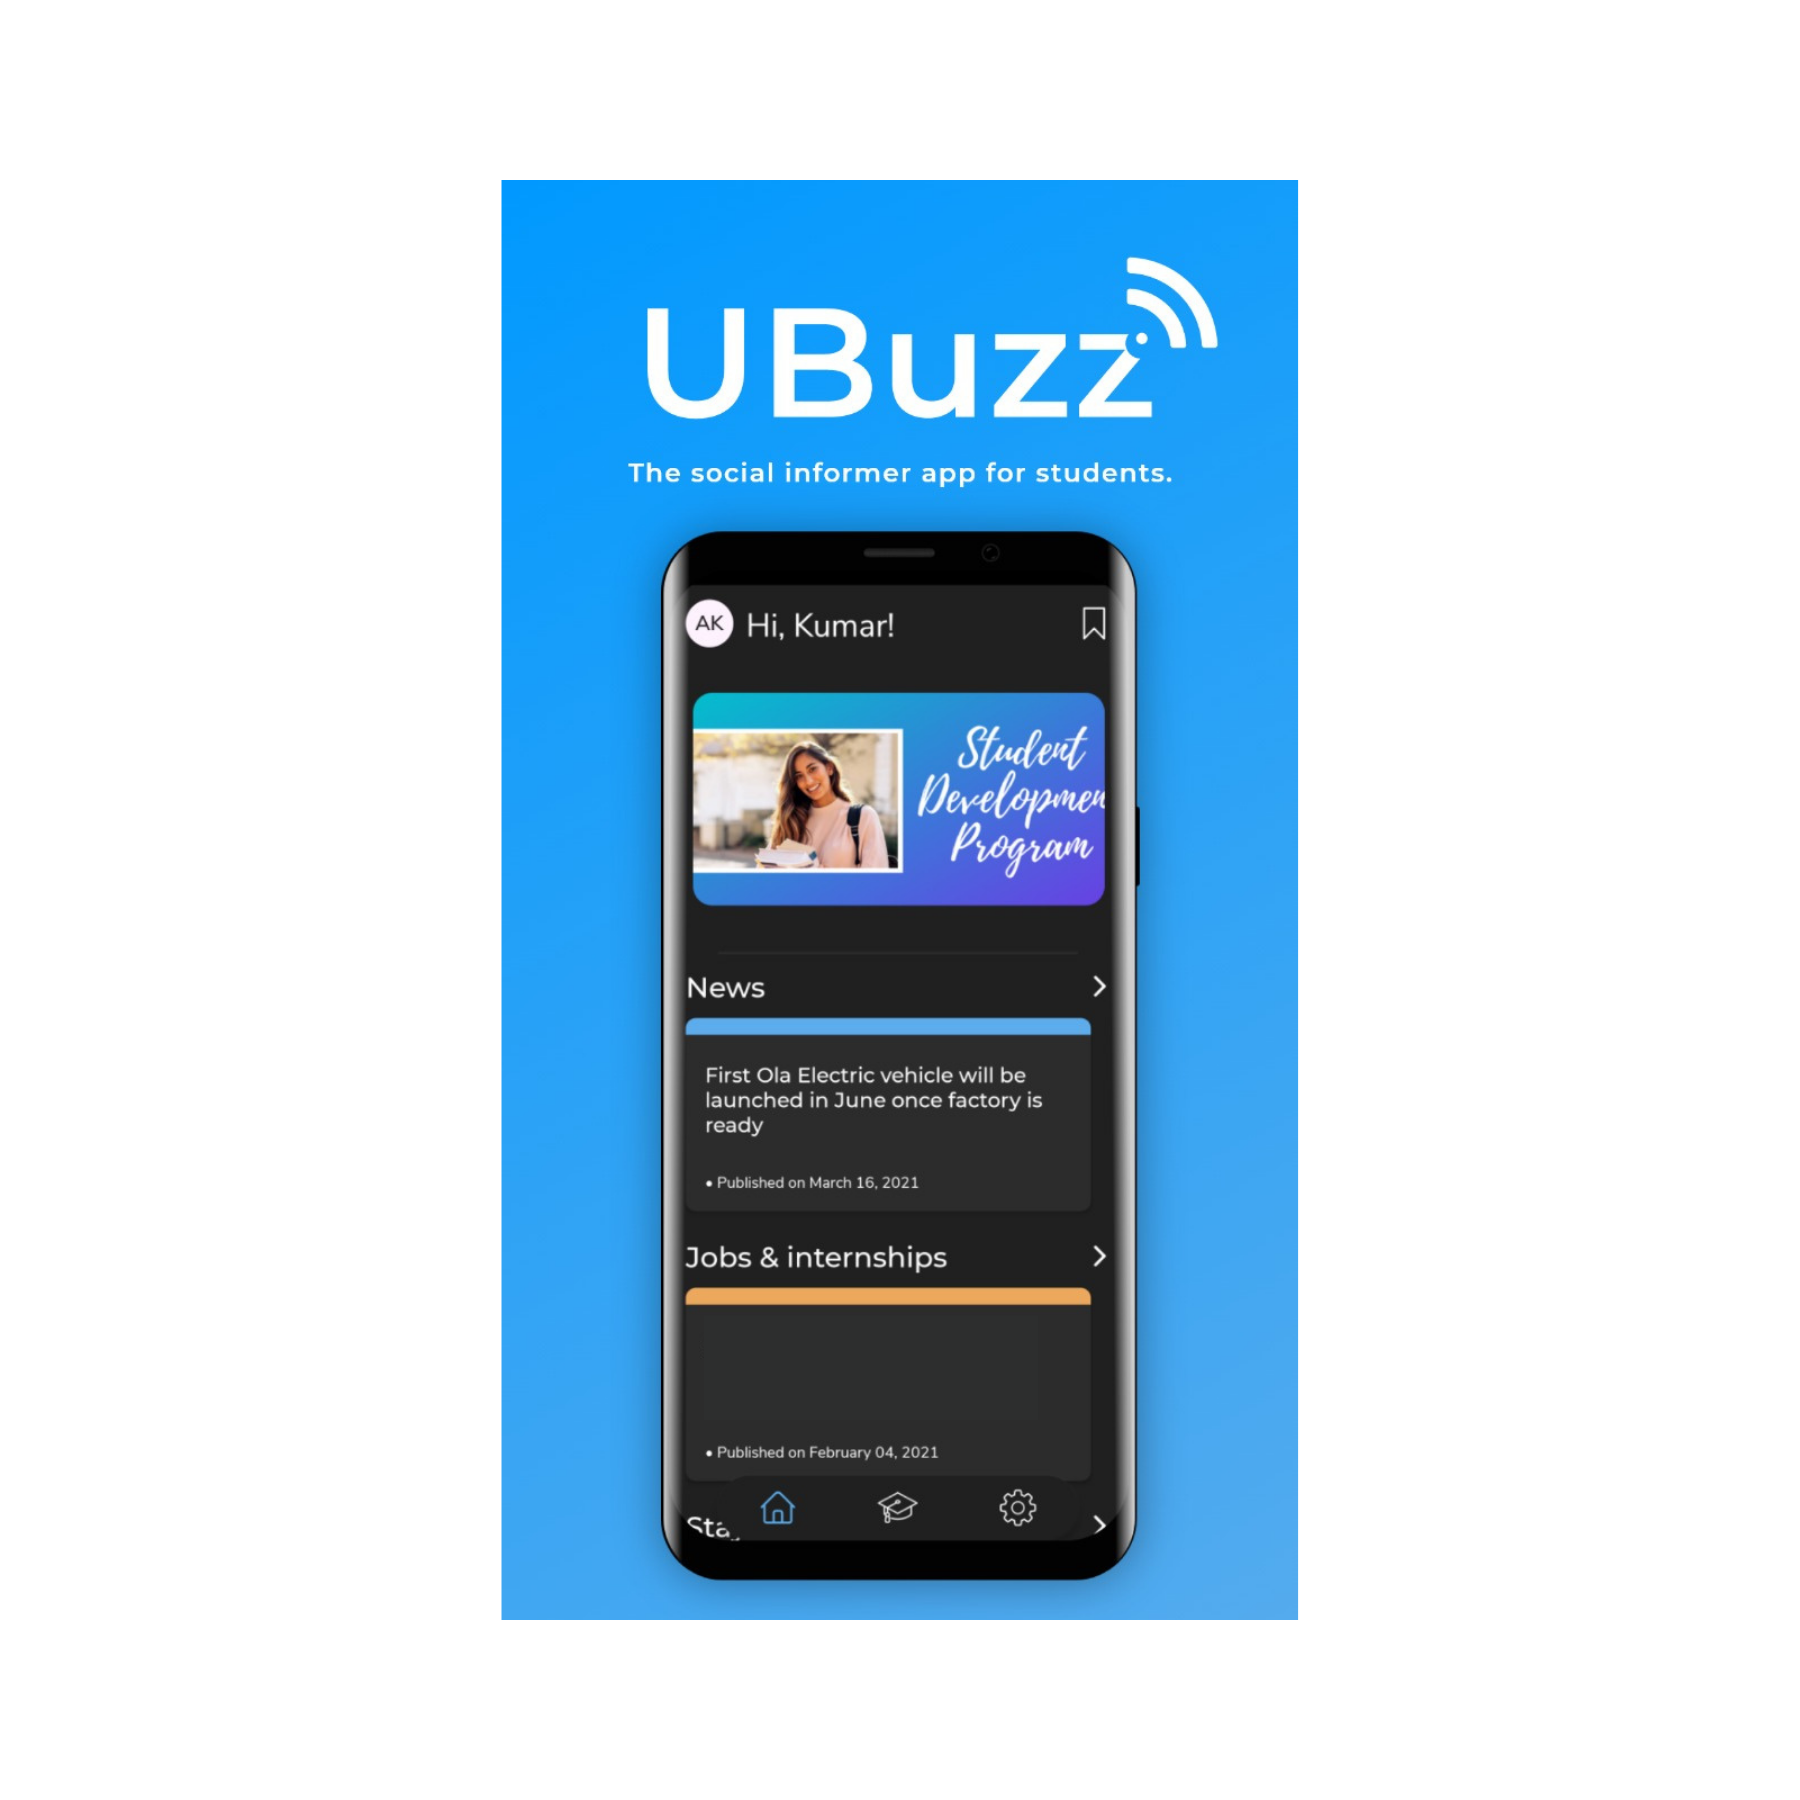 UBuzz
The social informer app for students.
AK
Hi, Kumar!
Student
Developmen
Program
News
First Ola Electric vehicle will be
launched in June once factory is
ready
• Published on March 16, 2021
Jobs & internships
• Published on February 04, 2021